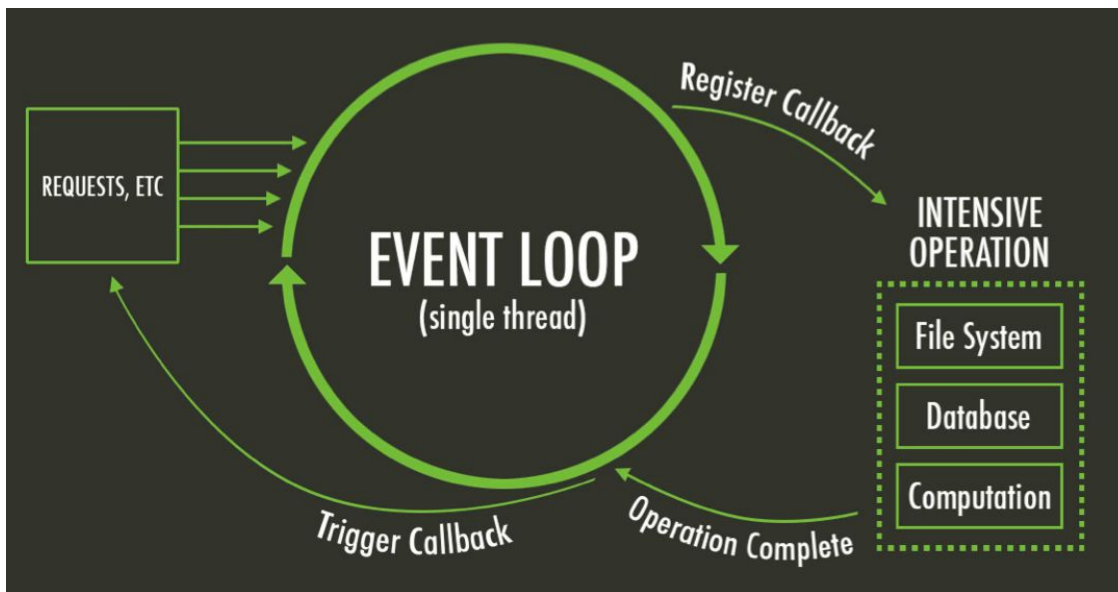 REQUESTS, ETC
EVENT LOOP
(single thread)
Register Callback
INTENSIVE
OPERATION
File System
Database
Computation
Operation Complete
Trigger Callback